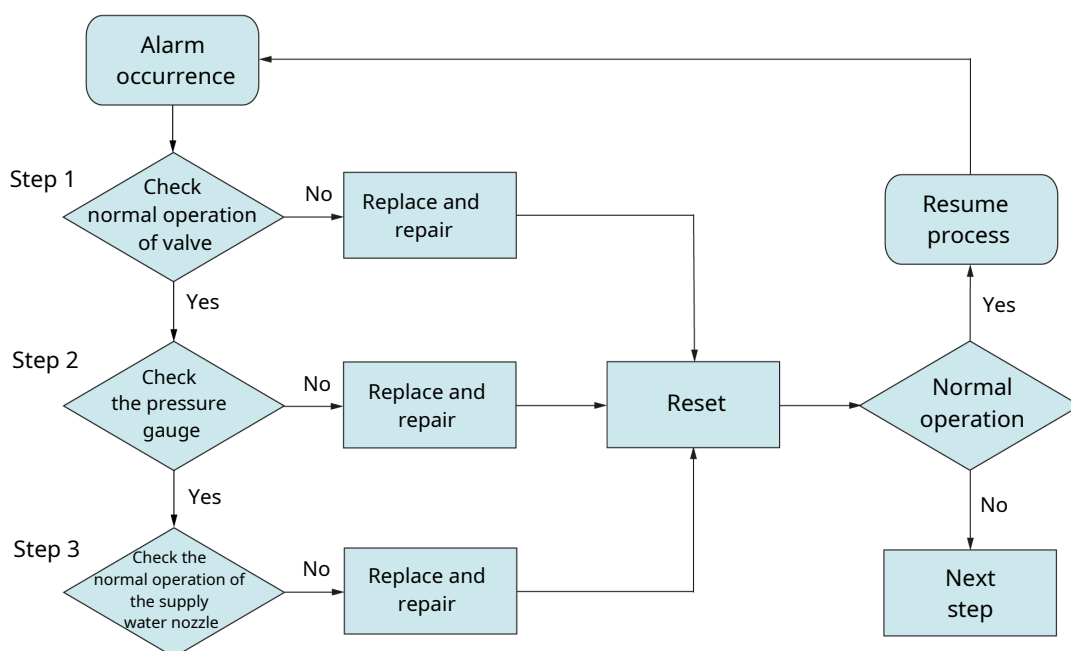 Alarm
occurrence
Step 1
Check
normal operation
of valve
No
Replace and
repair
Yes
Step 2
Check
the pressure
gauge
No
Replace and
repair
Yes
Step 3
Check the
normal operation of
the supply
water nozzle
No
Replace and
repair
Reset
Normal
operation
Yes
Resume
process
No
Next
step